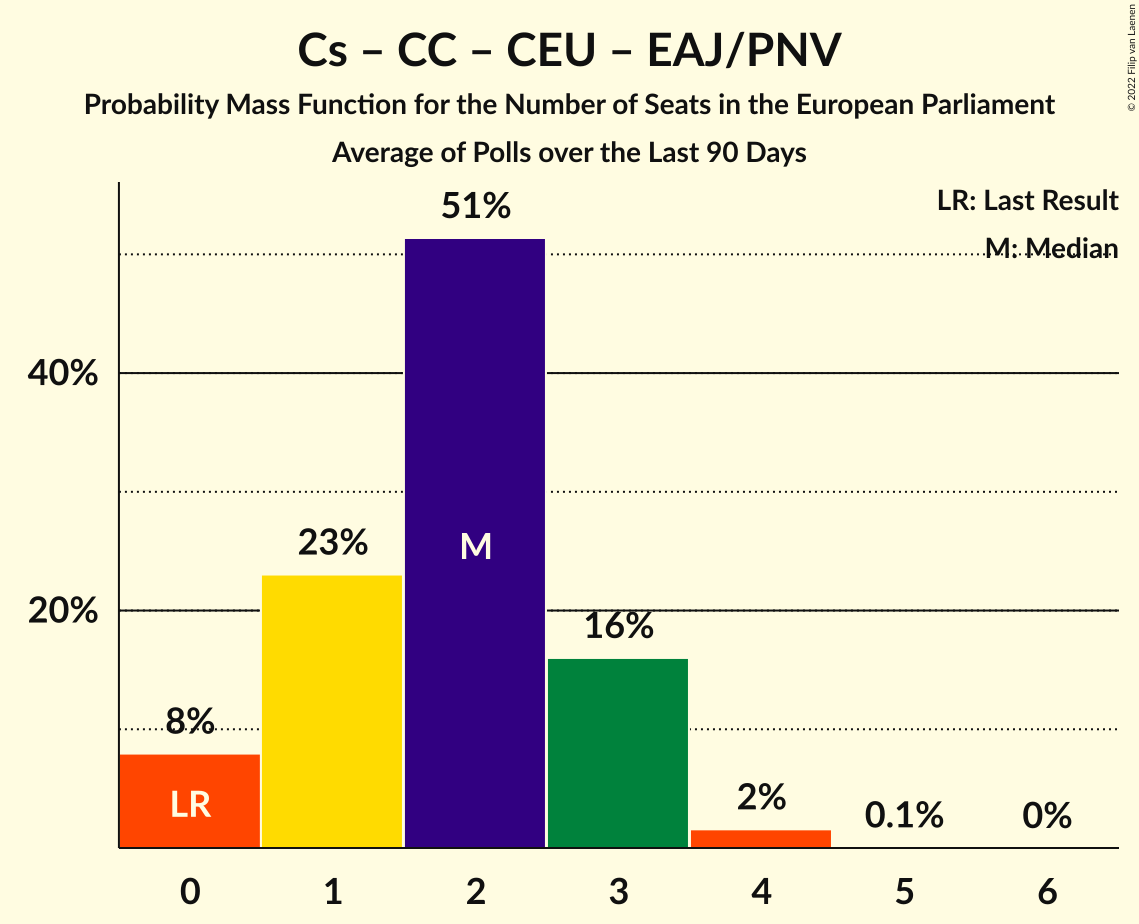 Cs – CC – CEU – EAJ/PNV
Probability Mass Function for the Number of Seats in the European Parliament
Average of Polls over the Last 90 Days
© 2022 Filip van Laenen
LR: Last Result
M: Median
51%
40%
23%
M
20%
16%
8%
LR
2%
0.1%
0%
0 1 2 3 4 5 6